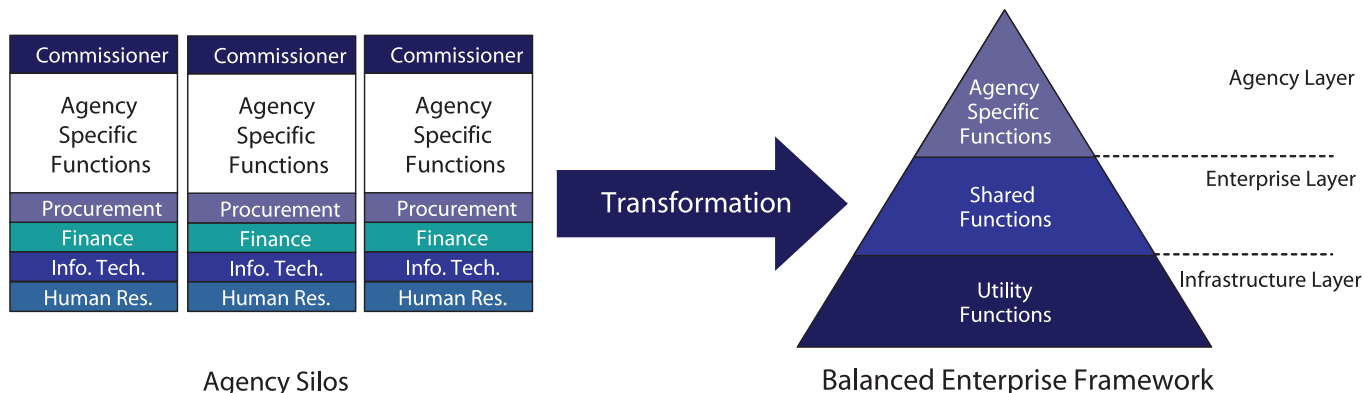 Commissioner
Agency
Specific
Functions
Procurement
Finance
Info. Tech.
Human Res.
Commissioner
Agency
Specific
Functions
Procurement
Finance
Info. Tech.
Human Res.
Commissioner
Agency
Specific
Functions
Procurement
Finance
Info. Tech.
Human Res.
Agency Silos
Transformation
Agency
Specific
Functions
Shared
Functions
Utility
Functions
Agency Layer
Enterprise Layer
Infrastructure Layer
Balanced Enterprise Framework